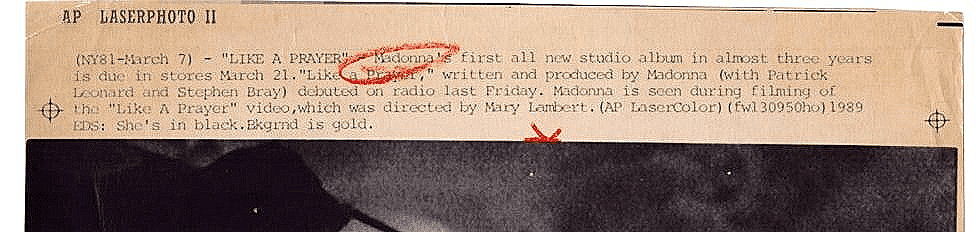 AP LASERPHOTO II
(NY81-March 7) - "LIKE A PRAYER" - Madonna's first all new studio album in almost three years
is due in stores March 21."Like a Prayer," written and produced by Madonna (with Patrick
Leonard and Stephen Bray) debuted on radio last Friday. Madonna is seen during filming of
the "Like A Prayer" video,which was directed by Mary Lambert.(AP LaserColor)(fwl30950ho)1989
EDS: She's in black.Bkgrnd is gold.